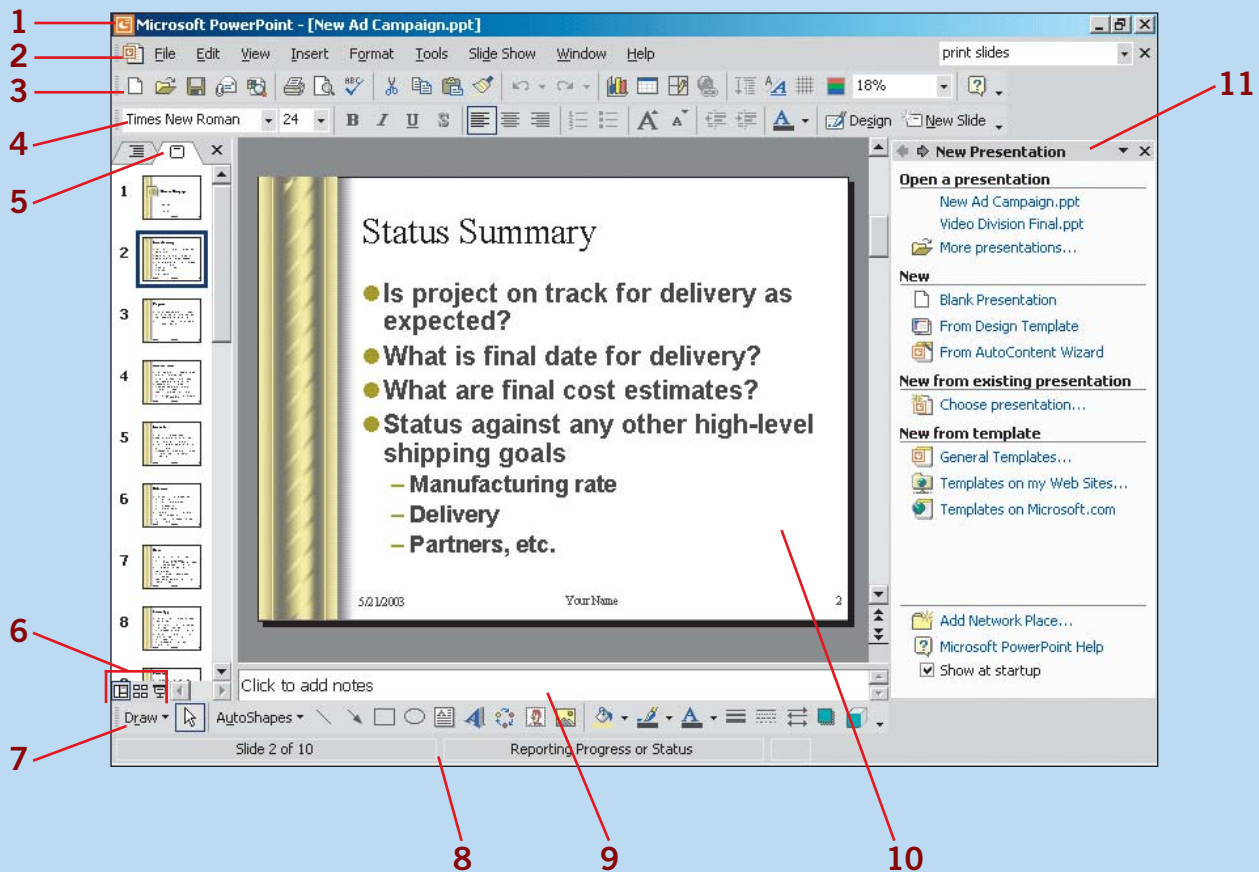 1
Microsoft PowerPoint - [New Ad Campaign.ppt]
2
File Edit View Insert Format Tools Slide Show Window Help print slides
3
18%
11
4
Times New Roman 24 B I U S A A A Design New Slide
5
1
2
3
4
5
6
7
8
Status Summary
Is project on track for delivery as
expected?
What is final date for delivery?
What are final cost estimates?
Status against any other high-level
shipping goals
– Manufacturing rate
– Delivery
– Partners, etc.
5/21/2003 Your Name 2
New Presentation
Open a presentation
New Ad Campaign.ppt
Video Division Final.ppt
More presentations...
New
Blank Presentation
From Design Template
From AutoContent Wizard
New from existing presentation
Choose presentation...
New from template
General Templates...
Templates on my Web Sites...
Templates on Microsoft.com
Add Network Place...
Microsoft PowerPoint Help
Show at startup
6
Click to add notes
7
Draw AutoShapes
Slide 2 of 10 Reporting Progress or Status
8
9
10